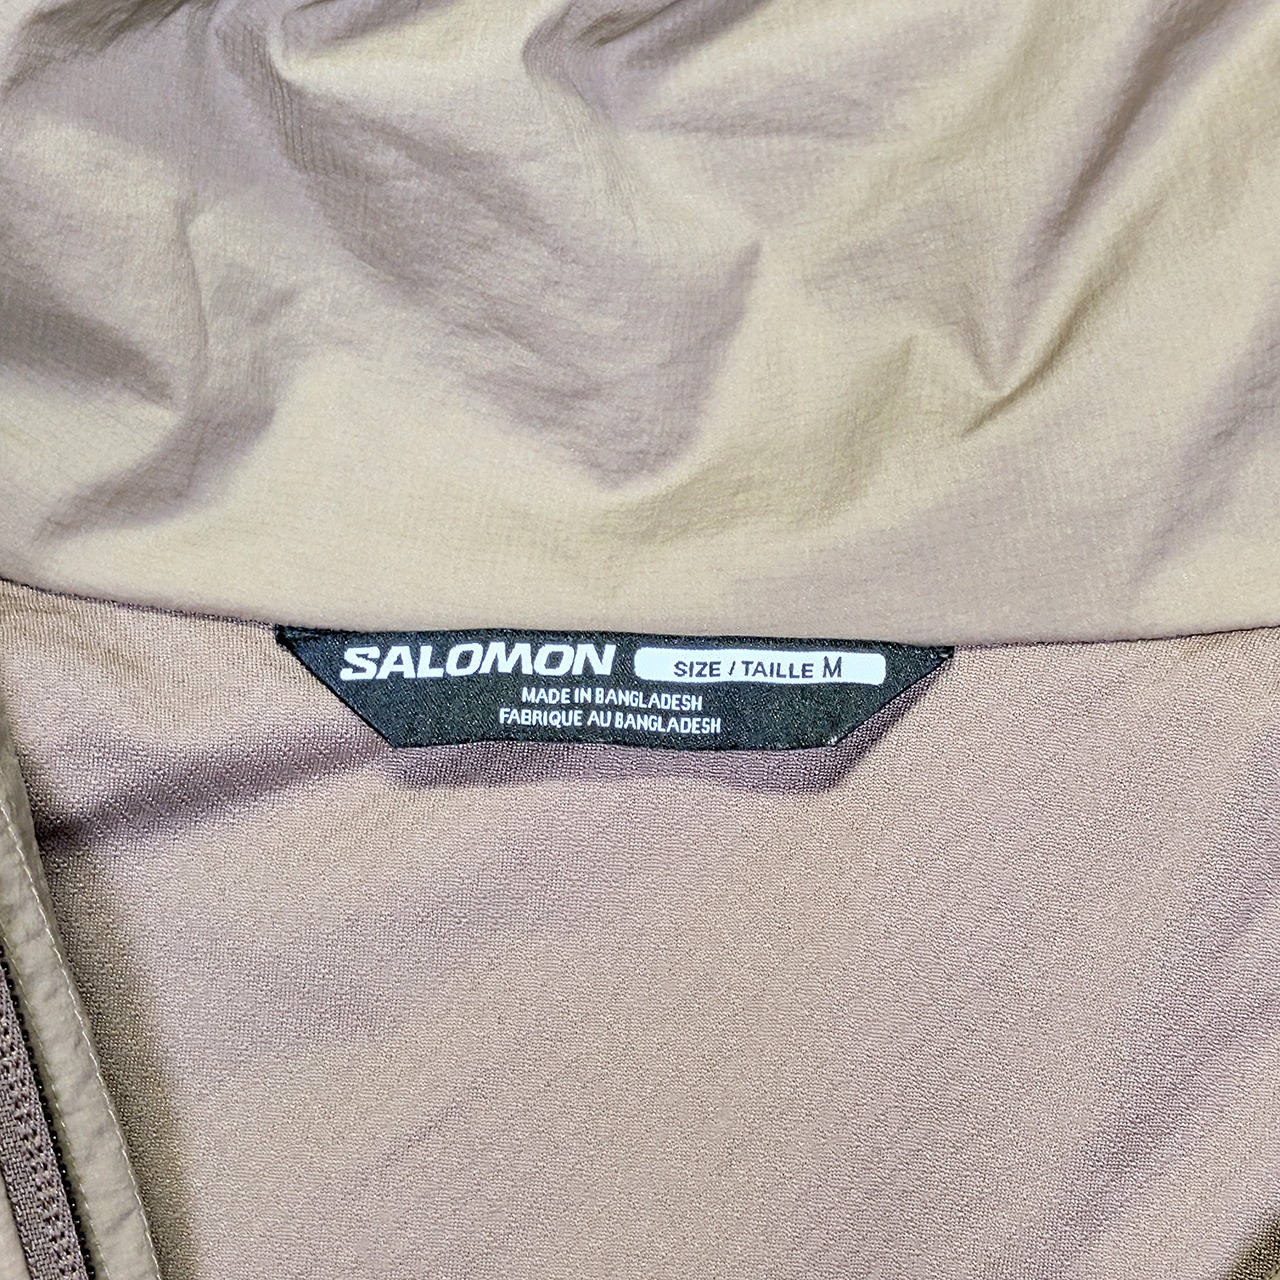 SALOMON SIZE / TAILLE M
MADE IN BANGLADESH
FABRIQUE AU BANGLADESH